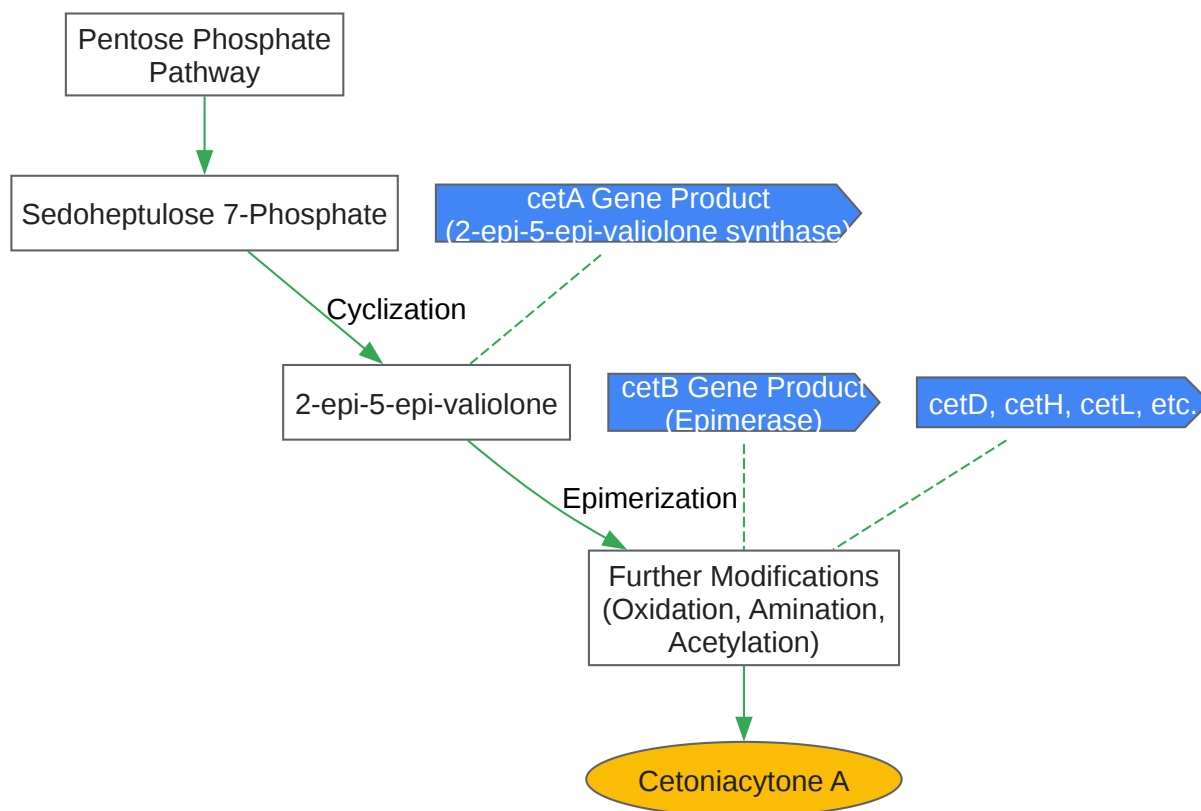 Pentose Phosphate
Pathway
Sedoheptulose 7-Phosphate
cetA Gene Product
(2-epi-5-epi-valiolone synthase)
Cyclization
2-epi-5-epi-valiolone
cetB Gene Product
(Epimerase)
cetD, cetH, cetL, etc.
Epimerization
Further Modifications
(Oxidation, Amination,
Acetylation)
Cetoniacytone A